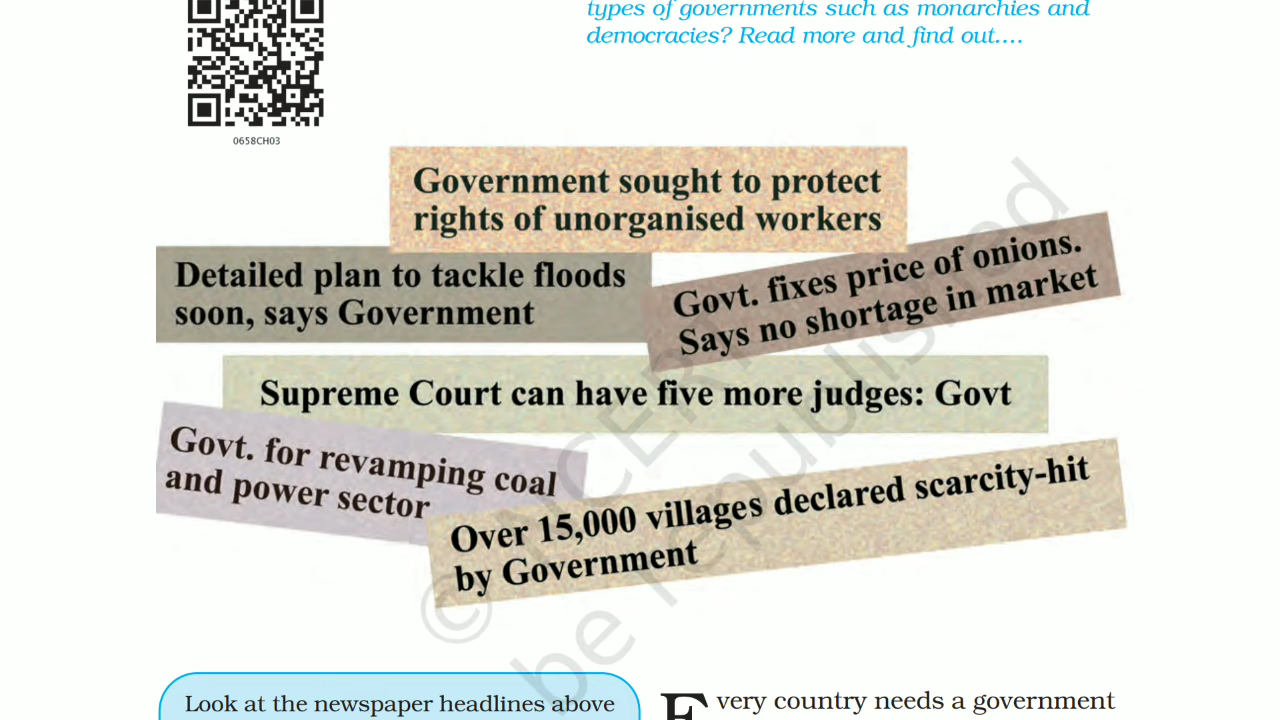 types of governments such as monarchies and
democracies? Read more and find out....
0658CH03
Government sought to protect
rights of unorganised workers
Detailed plan to tackle floods
soon, says Government
Govt. fixes price of onions.
Says no shortage in market
Supreme Court can have five more judges: Govt
Govt. for revamping coal
and power sector
Over 15,000 villages declared scarcity-hit
by Government
© NCERT
be republished
Look at the newspaper headlines above
Every country needs a government